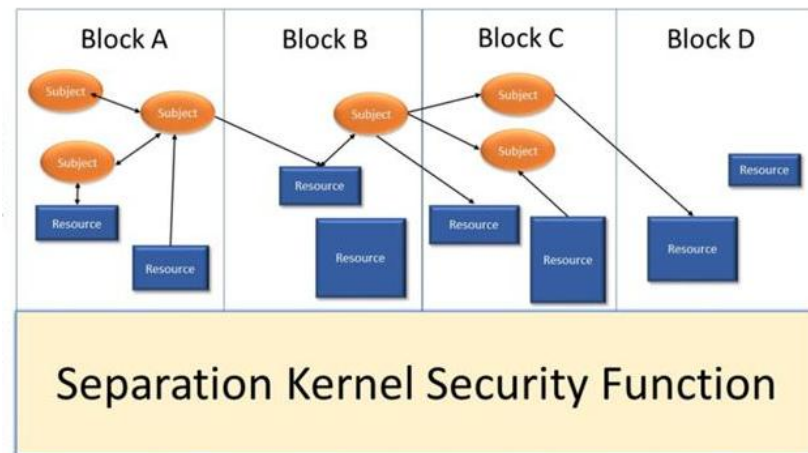 Block A
Block B
Block C
Block D
Subject
Subject
Subject
Resource
Resource
Subject
Resource
Resource
Subject
Subject
Resource
Resource
Resource
Resource
Separation Kernel Security Function